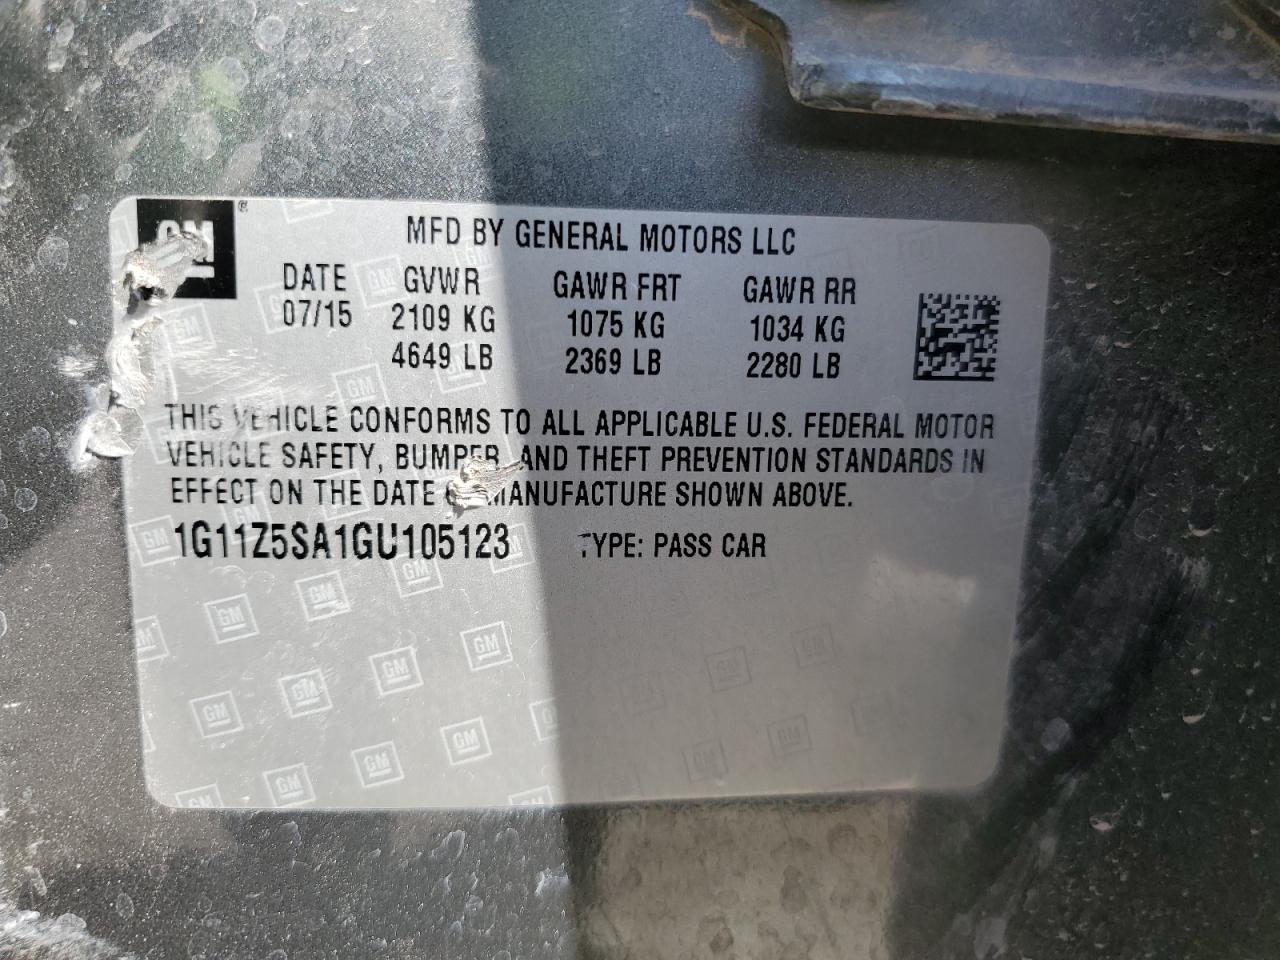 GM ®
MFD BY GENERAL MOTORS LLC
DATE GVWR GAWR FRT GAWR RR
07/15 2109 KG 1075 KG 1034 KG
4649 LB 2369 LB 2280 LB
THIS VEHICLE CONFORMS TO ALL APPLICABLE U.S. FEDERAL MOTOR
VEHICLE SAFETY, BUMPER, AND THEFT PREVENTION STANDARDS IN
EFFECT ON THE DATE MANUFACTURE SHOWN ABOVE.
1G11Z5SA1GU105123 TYPE: PASS CAR